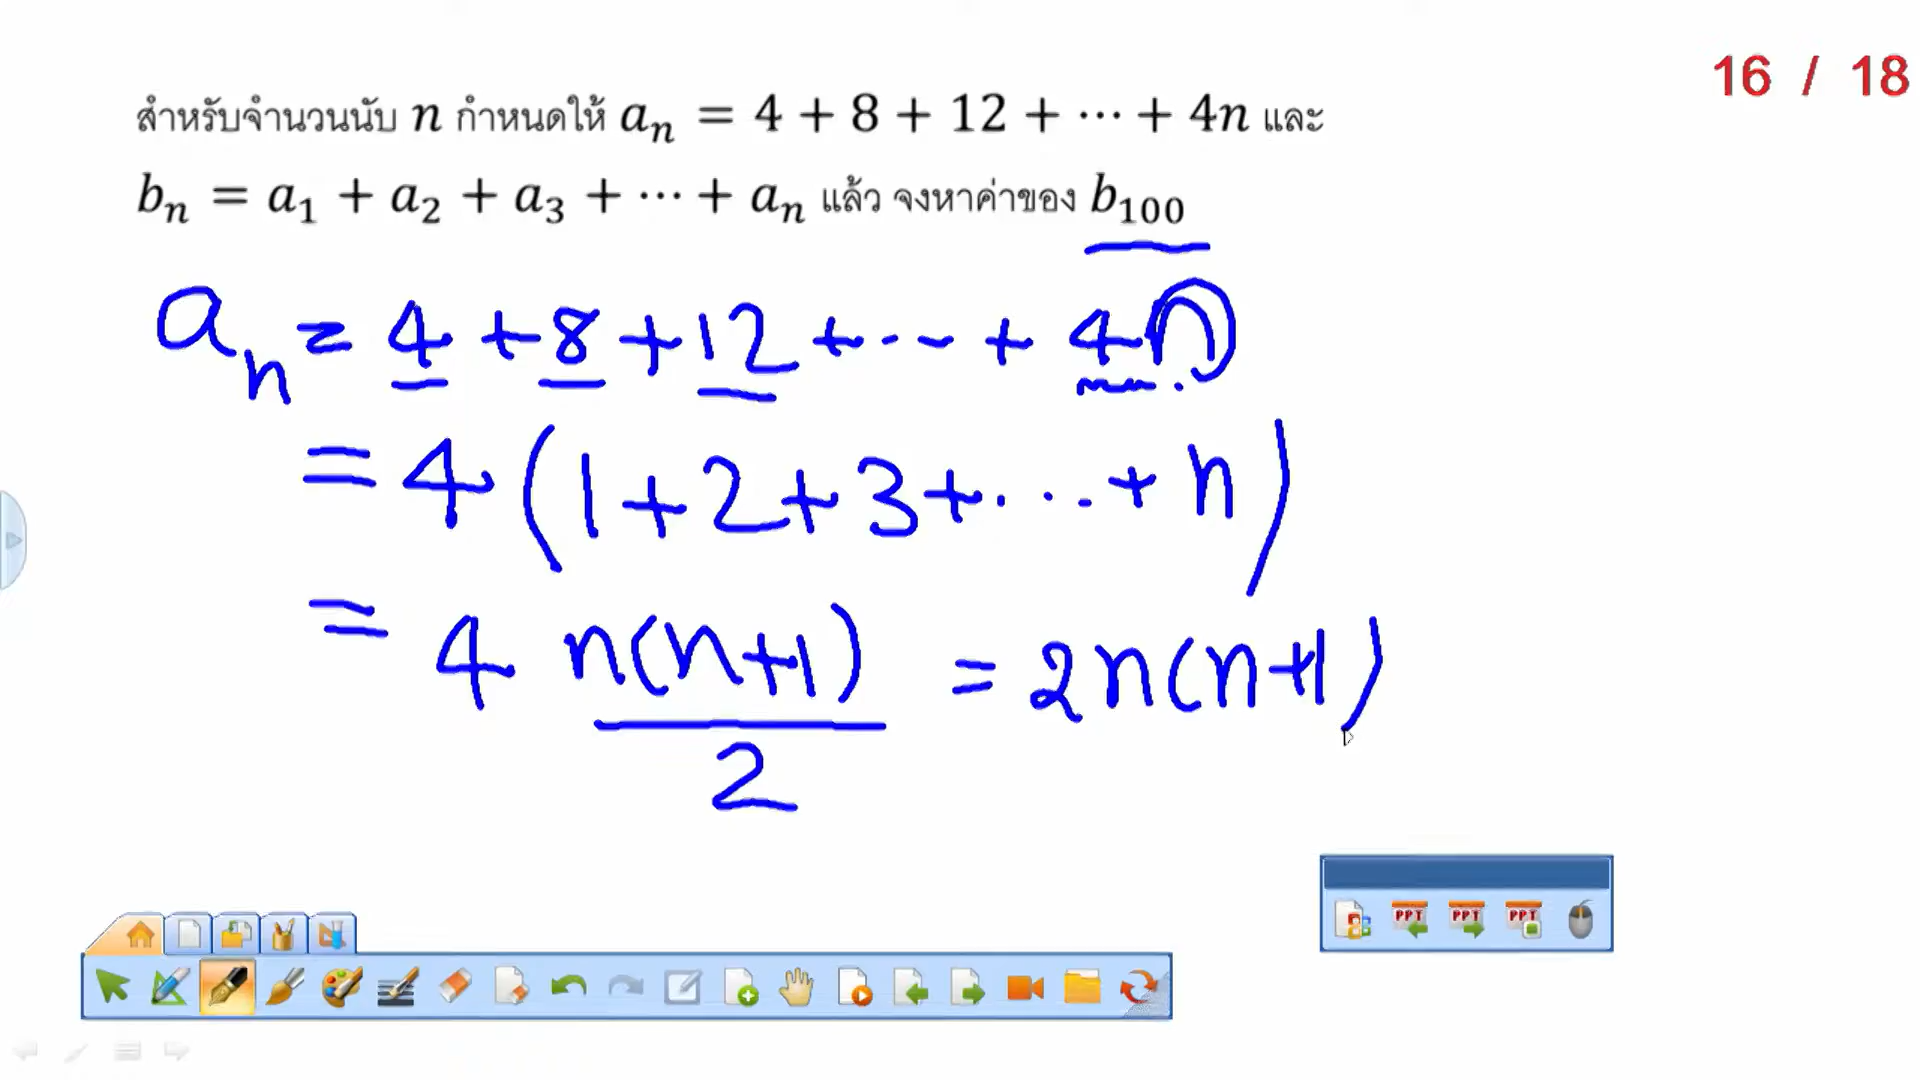 16 / 18
สำหรับจำนวนนับ n กำหนดให้ aₙ = 4 + 8 + 12 + ⋯ + 4n และ
bₙ = a₁ + a₂ + a₃ + ⋯ + aₙ แล้ว จงหาค่าของ b₁₀₀
aₙ = 4 + 8 + 12 + ⋯ + 4n
= 4(1 + 2 + 3 + ⋯ + n)
= 4 n(n+1)/2 = 2n(n+1)
PPT PPT PPT